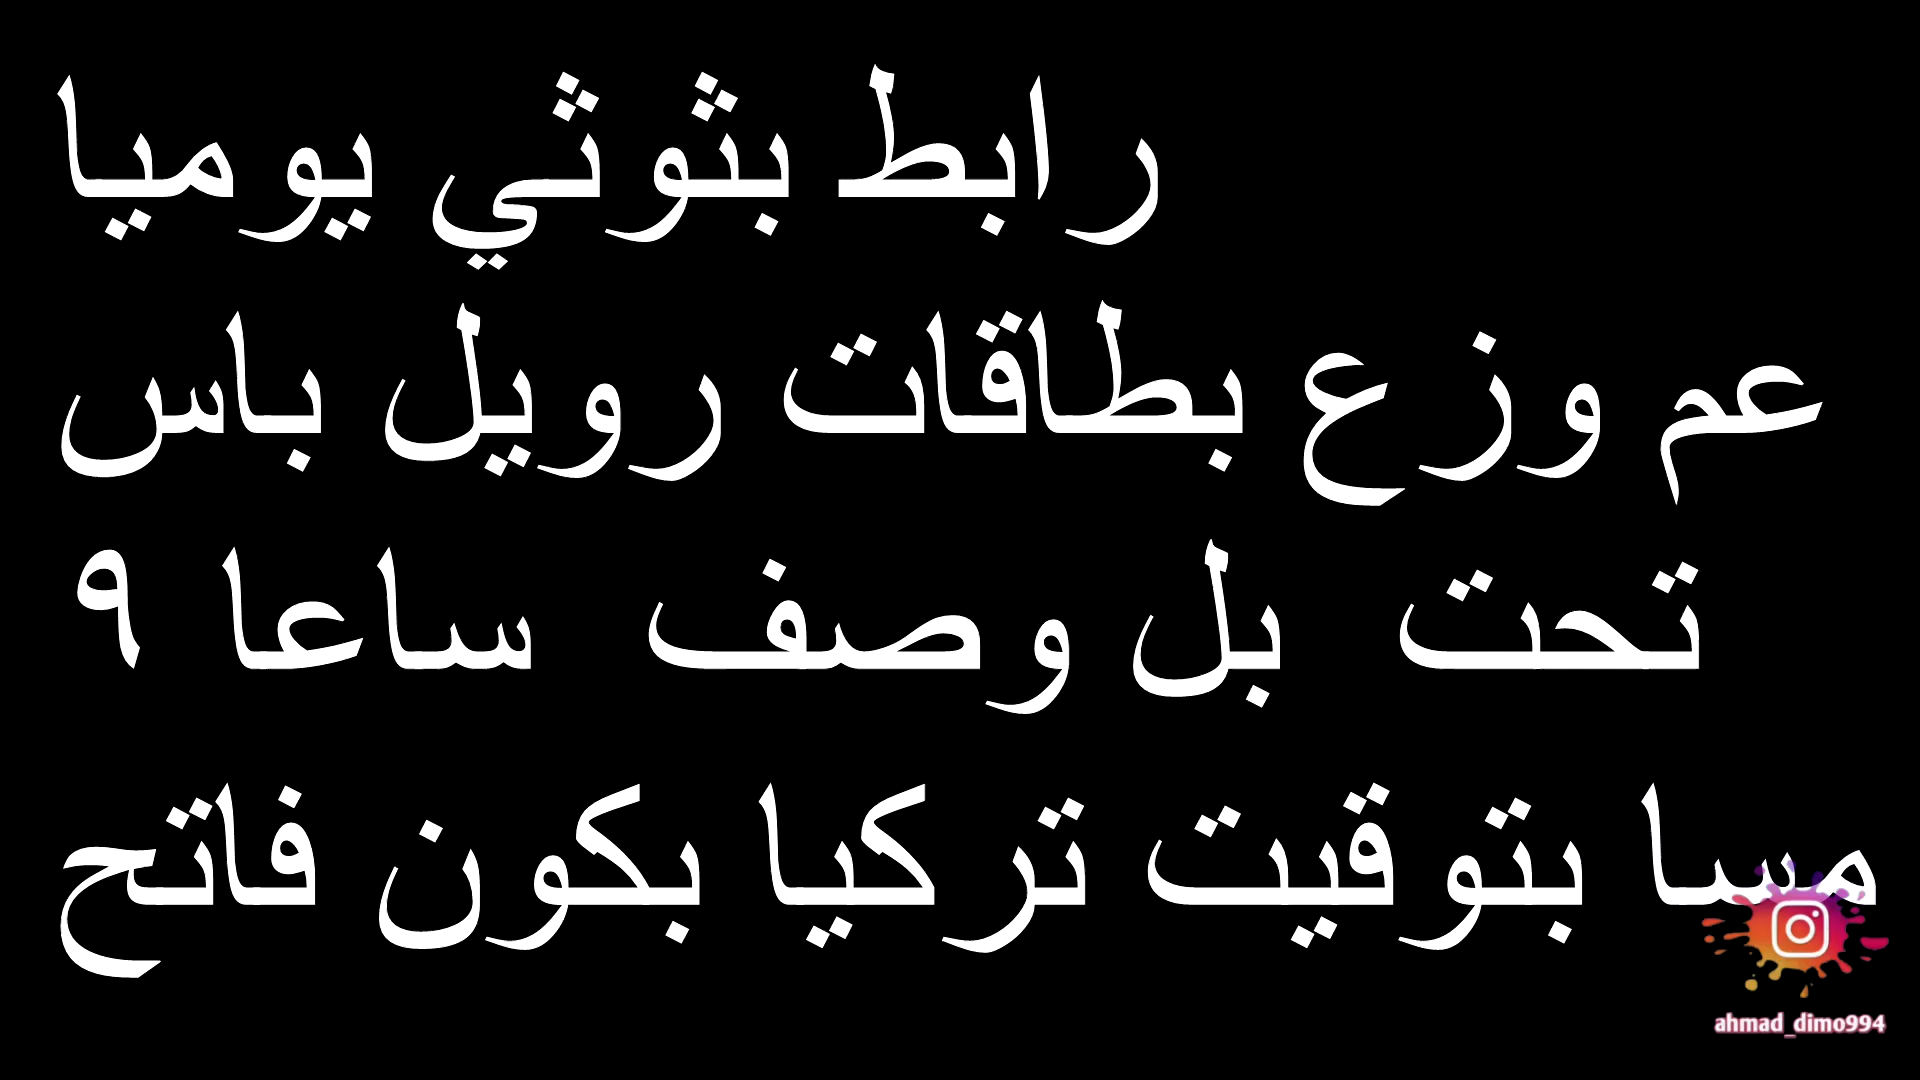 رابط بثوثي يوميا
عم وزع بطاقات رويل باس
تحت بل وصف ساعا ٩
مسا بتوقيت تركيا بكون فاتح
ahmad_dimo994